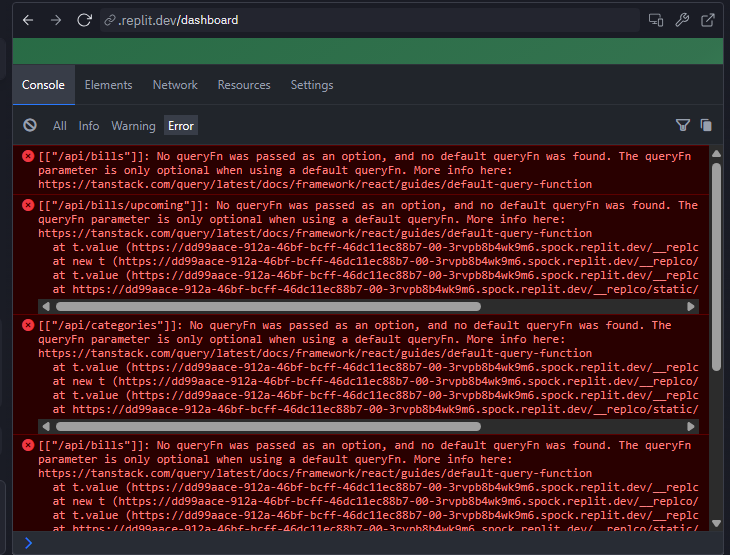 .replit.dev/dashboard
Console Elements Network Resources Settings
All Info Warning Error
[["/api/bills"]]: No queryFn was passed as an option, and no default queryFn was found. The queryFn
parameter is only optional when using a default queryFn. More info here:
https://tanstack.com/query/latest/docs/framework/react/guides/default-query-function
[["/api/bills/upcoming"]]: No queryFn was passed as an option, and no default queryFn was found. The
queryFn parameter is only optional when using a default queryFn. More info here:
https://tanstack.com/query/latest/docs/framework/react/guides/default-query-function
at t.value (https://dd99aace-912a-46bf-bcff-46dc11ec88b7-00-3rvpb8b4wk9m6.spock.replit.dev/__replc
at new t (https://dd99aace-912a-46bf-bcff-46dc11ec88b7-00-3rvpb8b4wk9m6.spock.replit.dev/__replco/
at t.value (https://dd99aace-912a-46bf-bcff-46dc11ec88b7-00-3rvpb8b4wk9m6.spock.replit.dev/__replc
at https://dd99aace-912a-46bf-bcff-46dc11ec88b7-00-3rvpb8b4wk9m6.spock.replit.dev/__replco/static/
[["/api/categories"]]: No queryFn was passed as an option, and no default queryFn was found. The
queryFn parameter is only optional when using a default queryFn. More info here:
https://tanstack.com/query/latest/docs/framework/react/guides/default-query-function
at t.value (https://dd99aace-912a-46bf-bcff-46dc11ec88b7-00-3rvpb8b4wk9m6.spock.replit.dev/__replc
at new t (https://dd99aace-912a-46bf-bcff-46dc11ec88b7-00-3rvpb8b4wk9m6.spock.replit.dev/__replco/
at t.value (https://dd99aace-912a-46bf-bcff-46dc11ec88b7-00-3rvpb8b4wk9m6.spock.replit.dev/__replc
at https://dd99aace-912a-46bf-bcff-46dc11ec88b7-00-3rvpb8b4wk9m6.spock.replit.dev/__replco/static/
[["/api/bills"]]: No queryFn was passed as an option, and no default queryFn was found. The queryFn
parameter is only optional when using a default queryFn. More info here:
https://tanstack.com/query/latest/docs/framework/react/guides/default-query-function
at t.value (https://dd99aace-912a-46bf-bcff-46dc11ec88b7-00-3rvpb8b4wk9m6.spock.replit.dev/__replc
at new t (https://dd99aace-912a-46bf-bcff-46dc11ec88b7-00-3rvpb8b4wk9m6.spock.replit.dev/__replco/
at t.value (https://dd99aace-912a-46bf-bcff-46dc11ec88b7-00-3rvpb8b4wk9m6.spock.replit.dev/__replc
at https://dd99aace-912a-46bf-bcff-46dc11ec88b7-00-3rvpb8b4wk9m6.spock.replit.dev/__replco/static/